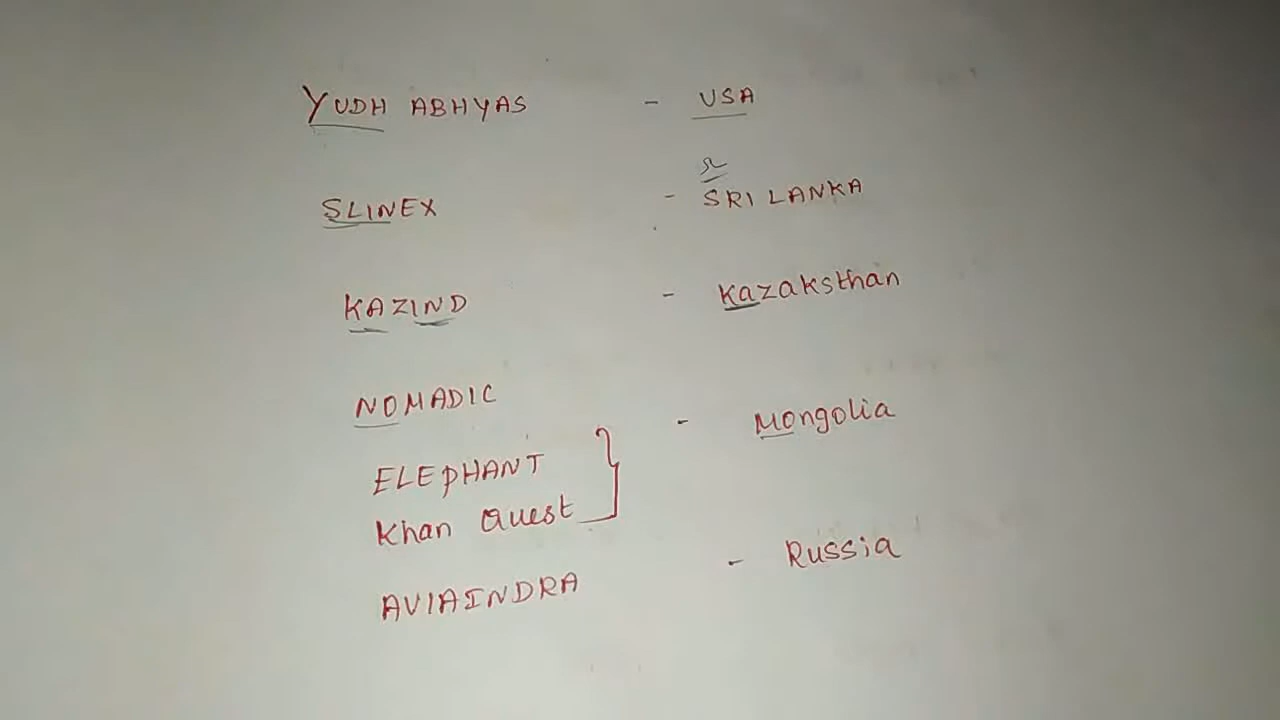 YUDH ABHYAS - USA
SLINEX - SRI LANKA
KAZIND - Kazaksthan
NOMADIC
ELEPHANT - Mongolia
Khan Quest
AVIAINDRA - Russia